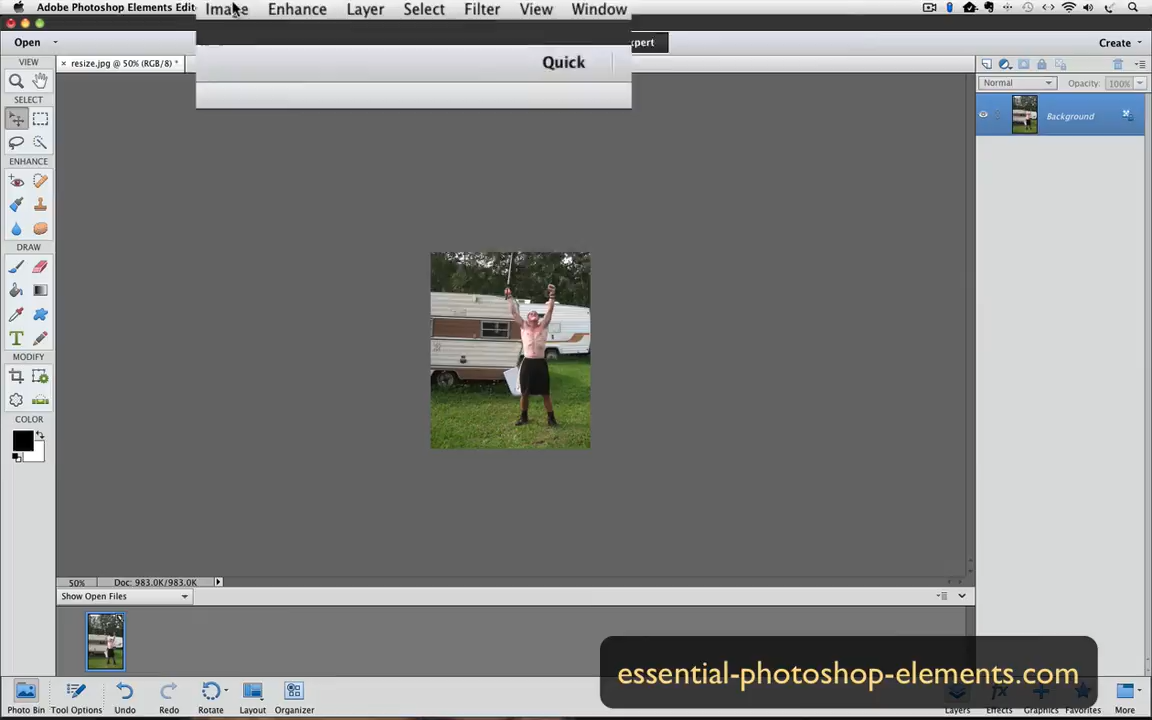 Adobe Photoshop Elements Edit
Image Enhance Layer Select Filter View Window
Open
Quick
xpert
Create
VIEW
× resize.jpg @ 50% (RGB/8) *
Normal
Opacity: 100%
SELECT
Background
ENHANCE
DRAW
MODIFY
COLOR
50% Doc: 983.0K/983.0K
Show Open Files
essential-photoshop-elements.com
Photo Bin Tool Options Undo Redo Rotate Layout Organizer Layers Effects Graphics Favorites More